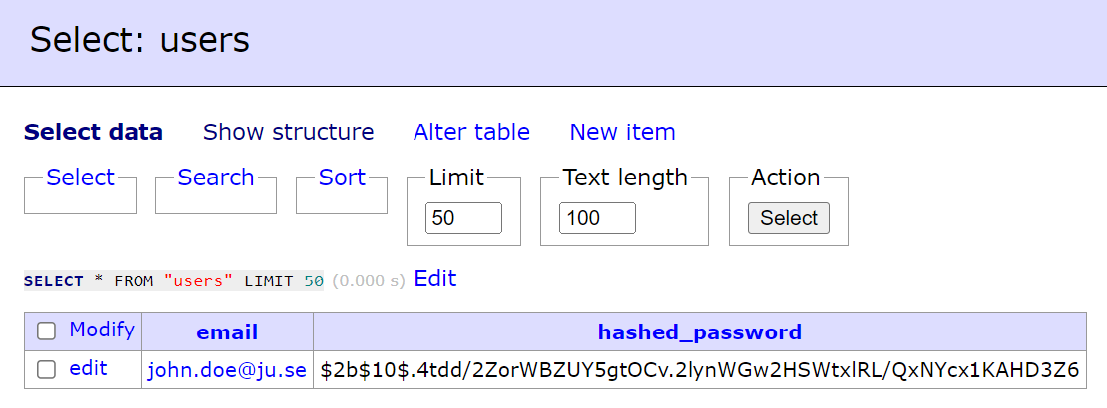 Select: users
Select data Show structure Alter table New item
Select Search Sort Limit Text length Action
50 100 Select
SELECT * FROM "users" LIMIT 50 (0.000 s) Edit
Modify email hashed_password
edit john.doe@ju.se $2b$10$.4tdd/2ZorWBZUY5gtOCv.2lynWGw2HSWtxlRL/QxNYcx1KAHD3Z6